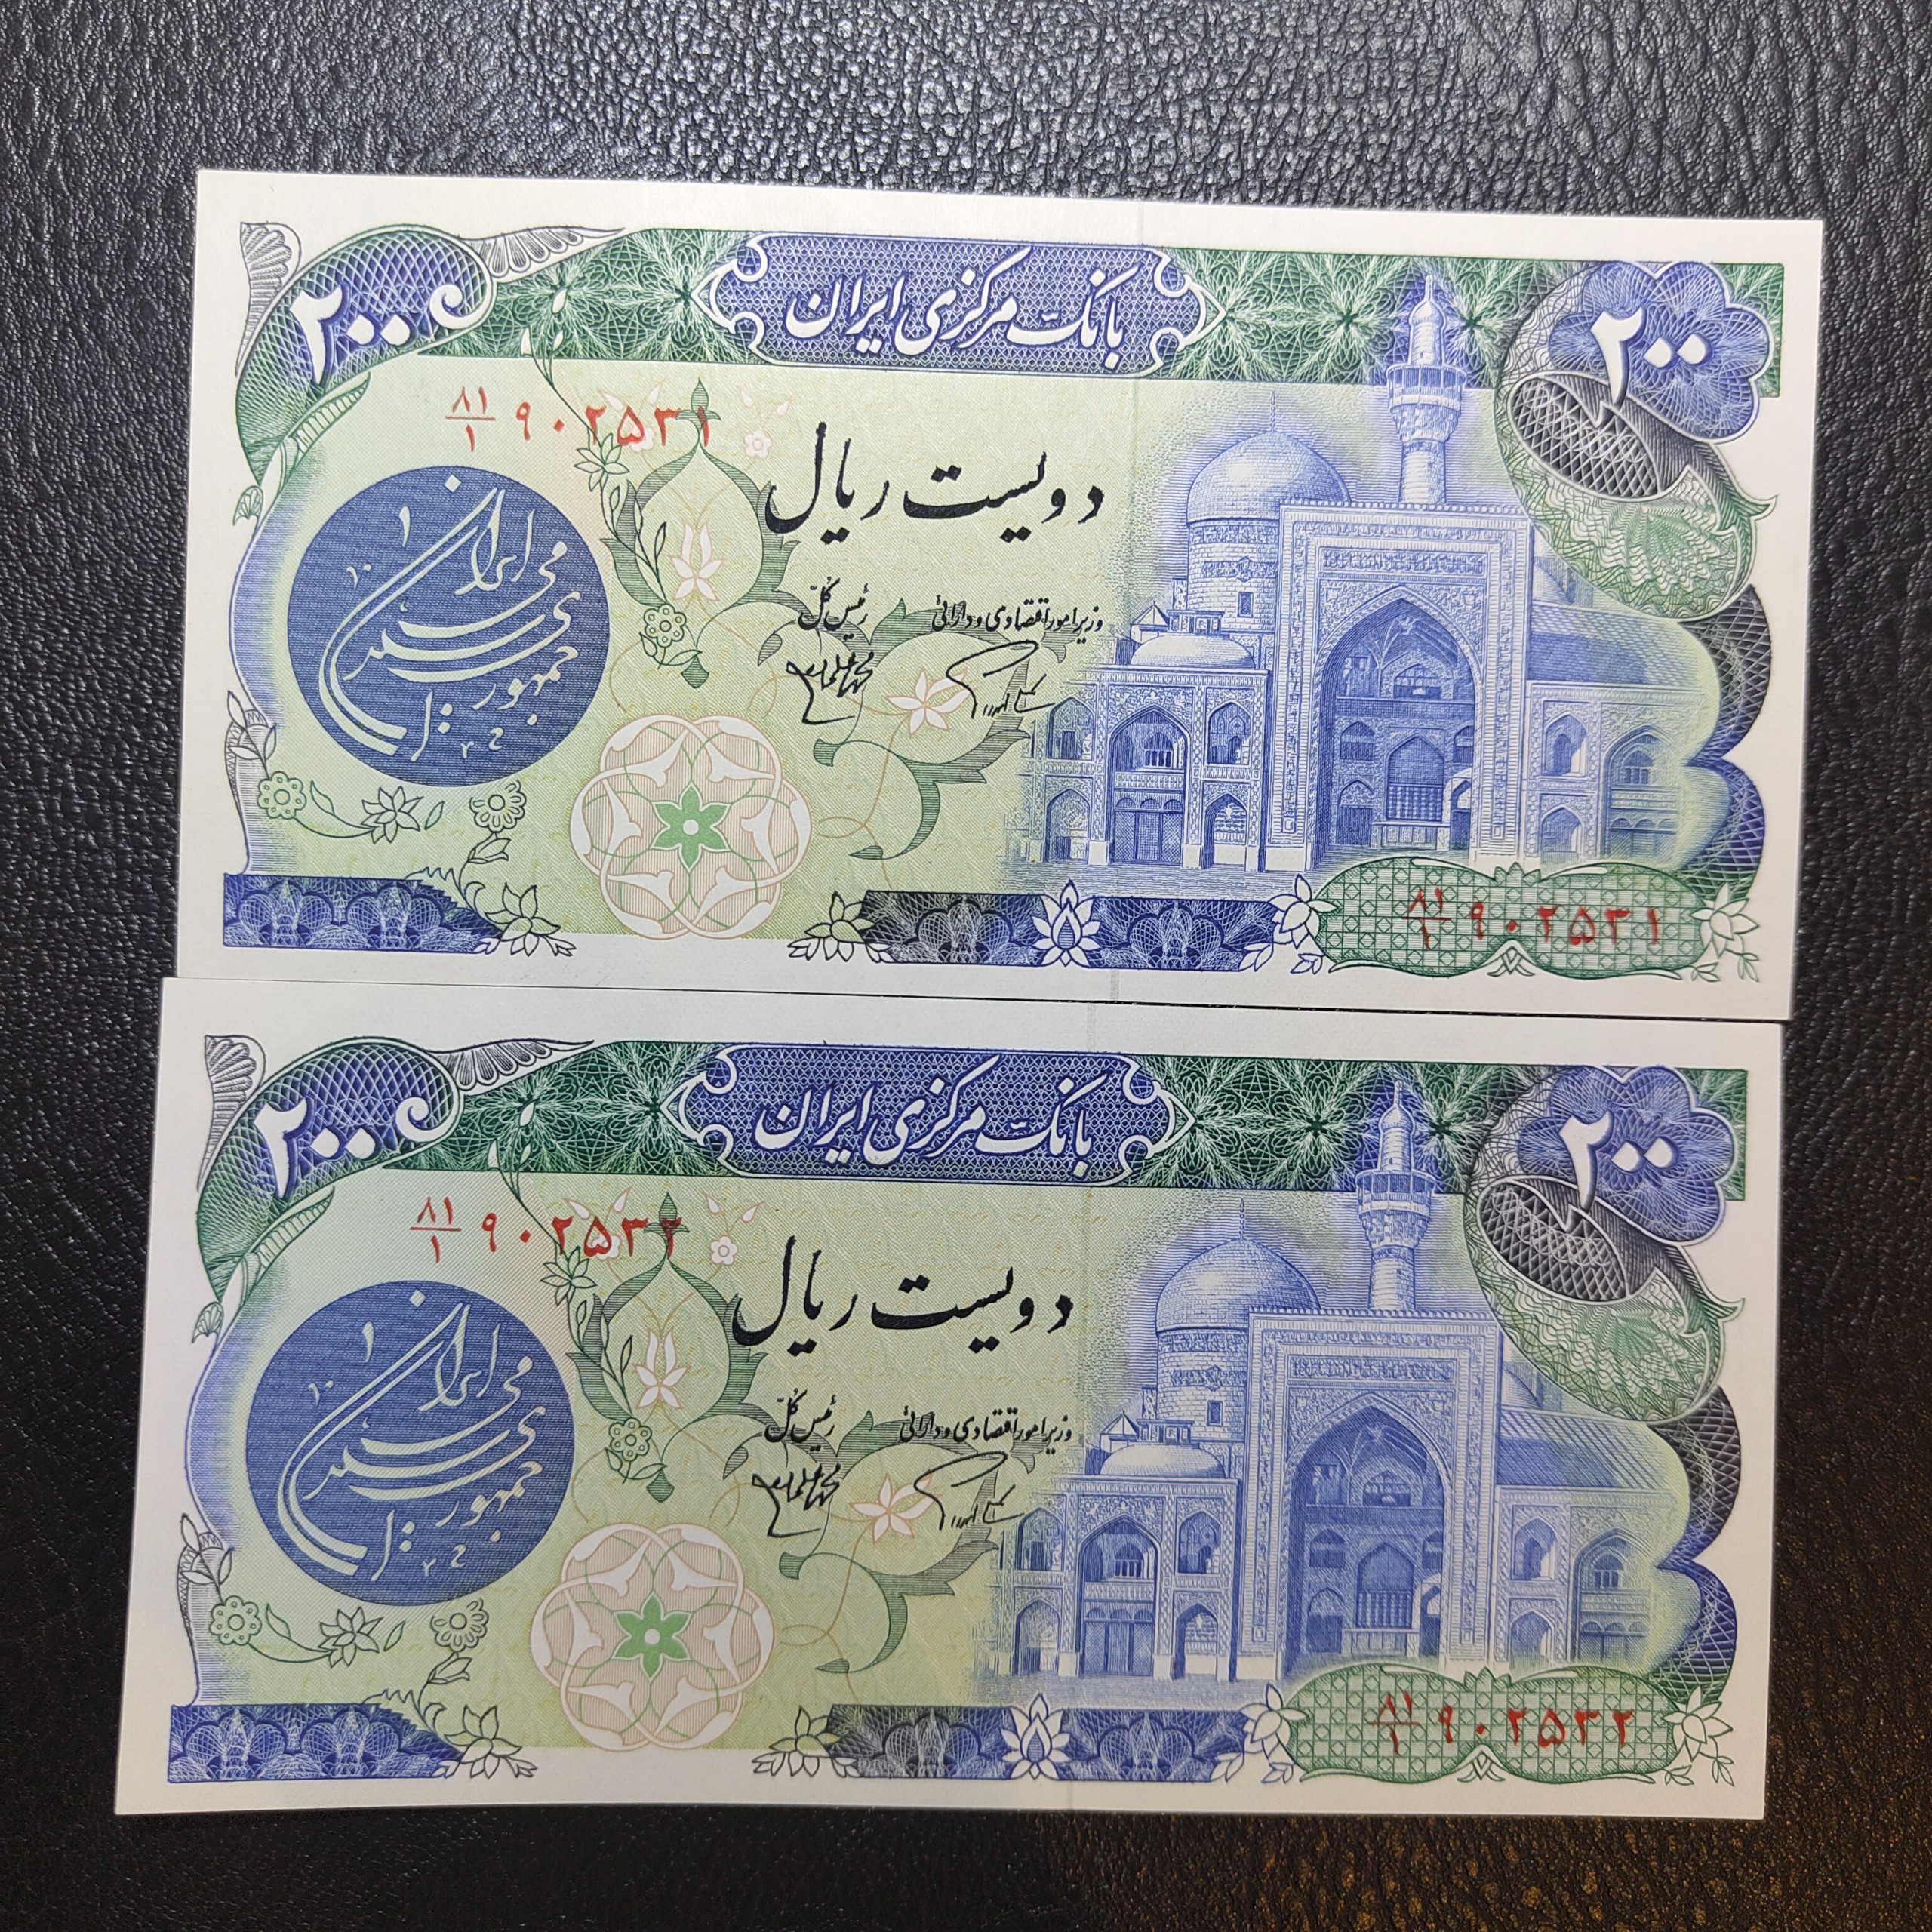 ۲۰۰
بانک مرکزی ایران
۲۰۰
۸۱/۱ ۹۰۲۵۳۱
دویست ریال
جمهوری اسلامی ایران
وزیر امور اقتصادی و دارائی
رئیس کلّ
۸۱/۱ ۹۰۲۵۳۱
۲۰۰
بانک مرکزی ایران
۲۰۰
۸۱/۱ ۹۰۲۵۳۲
دویست ریال
جمهوری اسلامی ایران
وزیر امور اقتصادی و دارائی
رئیس کلّ
۸۱/۱ ۹۰۲۵۳۲